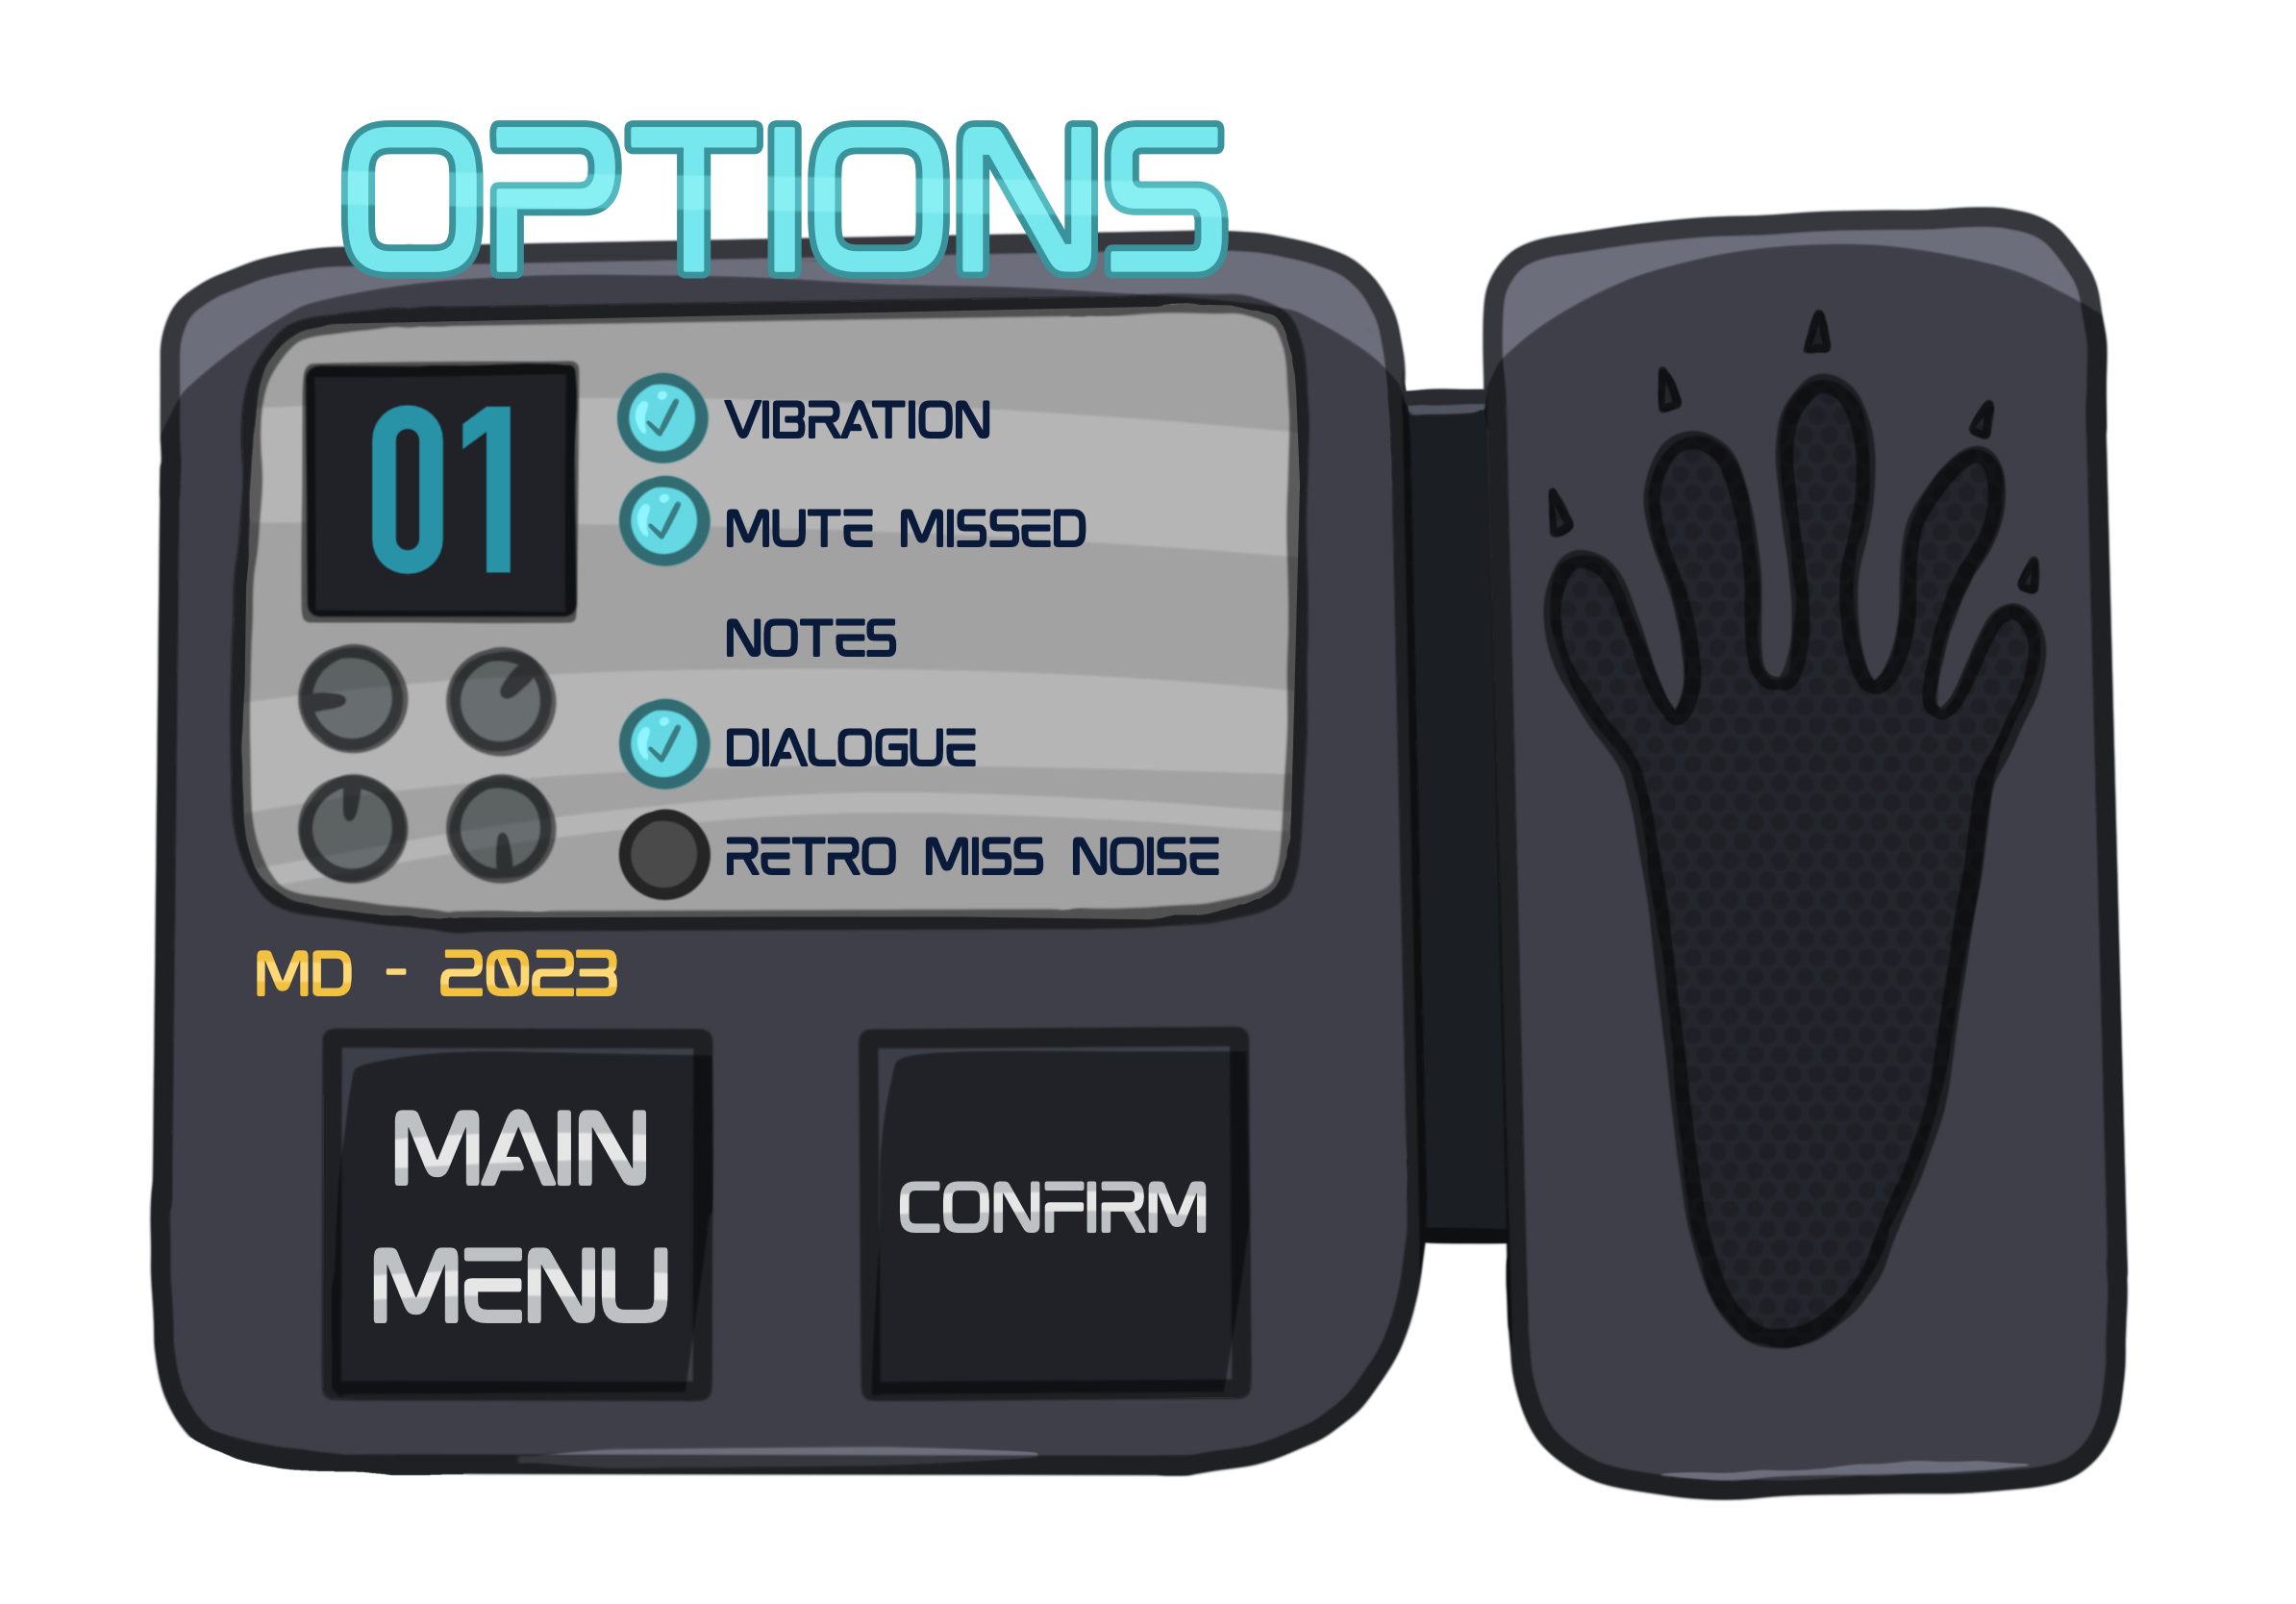 OPTIONS
01
VIBRATION
MUTE MISSED
NOTES
DIALOGUE
RETRO MISS NOISE
MD - 2023
MAIN
MENU
CONFIRM